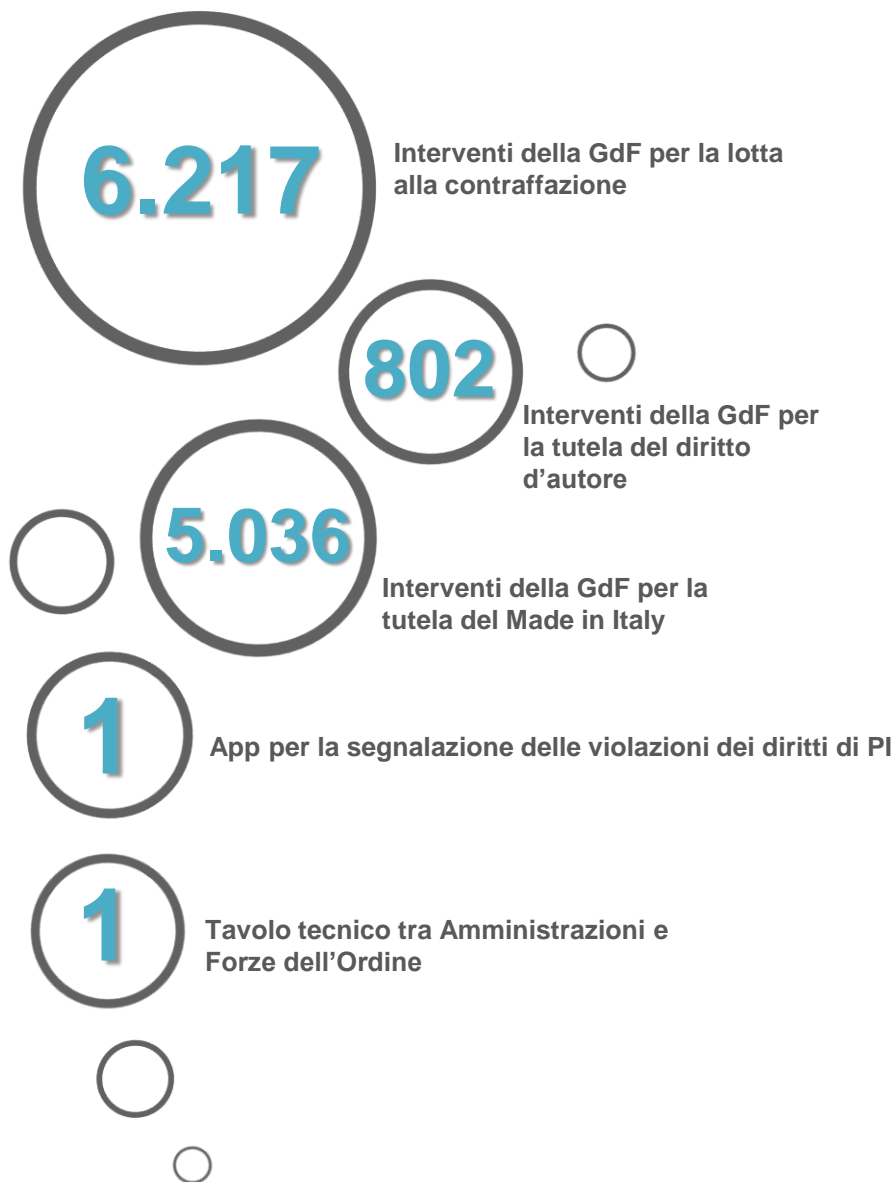 6.217
Interventi della GdF per la lotta
alla contraffazione
802
Interventi della GdF per
la tutela del diritto
d’autore
5.036
Interventi della GdF per la
tutela del Made in Italy
1
App per la segnalazione delle violazioni dei diritti di PI
1
Tavolo tecnico tra Amministrazioni e
Forze dell’Ordine